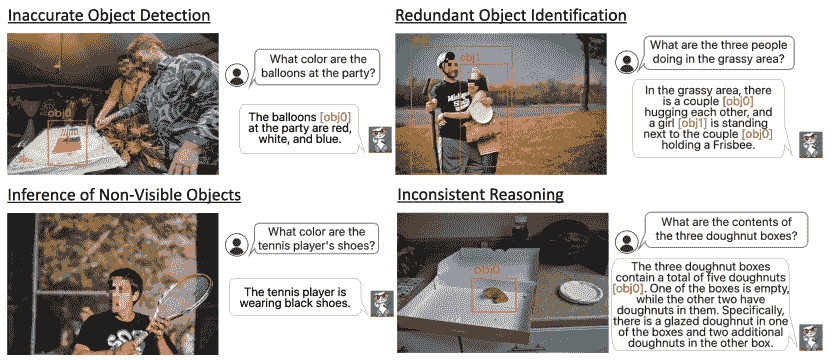 Inaccurate Object Detection
obj0
What color are the
balloons at the party?
The balloons [obj0]
at the party are red,
white, and blue.
Redundant Object Identification
obj1
What are the three people
doing in the grassy area?
In the grassy area, there
is a couple [obj0]
hugging each other, and
a girl [obj1] is standing
next to the couple [obj0]
holding a Frisbee.
Inference of Non-Visible Objects
What color are the
tennis player's shoes?
The tennis player is
wearing black shoes.
Inconsistent Reasoning
obj0
What are the contents of
the three doughnut boxes?
The three doughnut boxes
contain a total of five doughnuts
[obj0]. One of the boxes is empty,
while the other two have
doughnuts in them. Specifically,
there is a glazed doughnut in one
of the boxes and two additional
doughnuts in the other box.